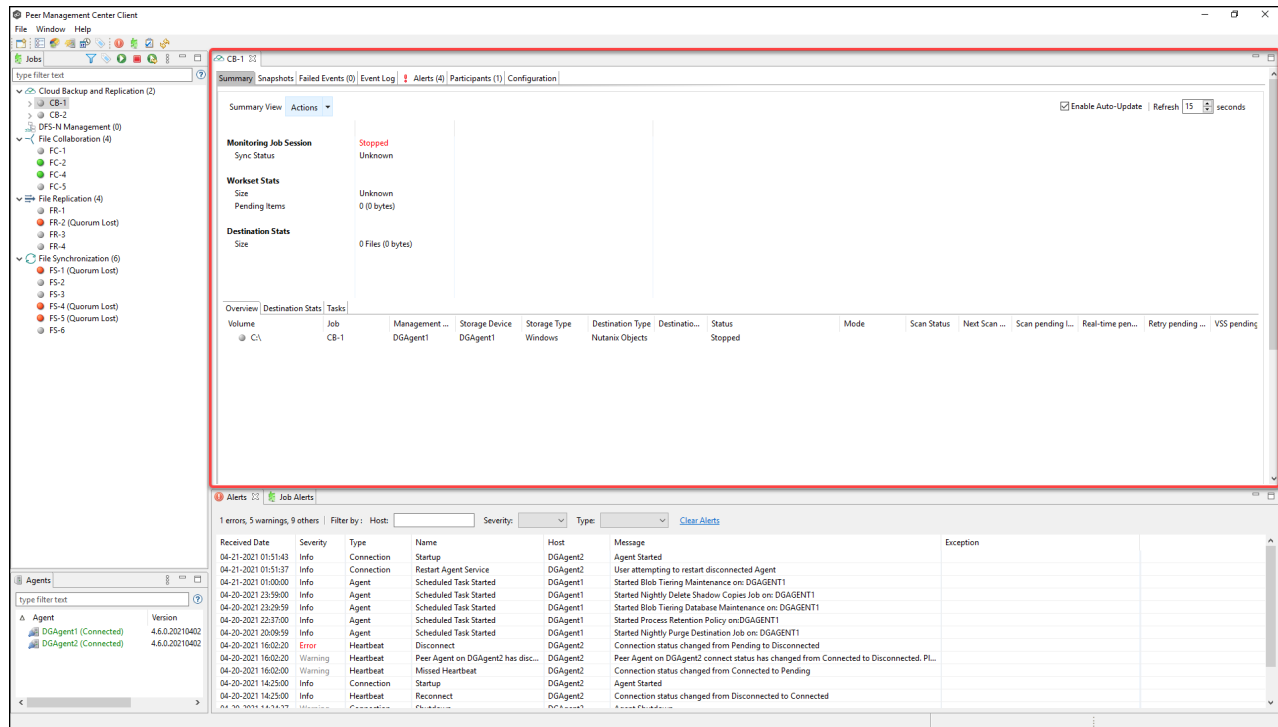 Peer Management Center Client
File Window Help
Jobs
type filter text
Cloud Backup and Replication (2)
CB-1
CB-2
DFS-N Management (0)
File Collaboration (4)
FC-1
FC-2
FC-4
FC-5
File Replication (4)
FR-1
FR-2 (Quorum Lost)
FR-3
FR-4
File Synchronization (6)
FS-1 (Quorum Lost)
FS-2
FS-3
FS-4 (Quorum Lost)
FS-5 (Quorum Lost)
FS-6
CB-1
Summary Snapshots Failed Events (0) Event Log Alerts (4) Participants (1) Configuration
Summary View Actions Enable Auto-Update Refresh 15 seconds
Monitoring Job Session Stopped
Sync Status Unknown
Workset Stats
Size Unknown
Pending Items 0 (0 bytes)
Destination Stats
Size 0 Files (0 bytes)
Overview Destination Stats Tasks
Volume Job Management ... Storage Device Storage Type Destination Type Destinatio... Status Mode Scan Status Next Scan ... Scan pending I... Real-time pen... Retry pending ... VSS pending
C:\ CB-1 DGAgent1 DGAgent1 Windows Nutanix Objects Stopped
Alerts Job Alerts
1 errors, 5 warnings, 9 others Filter by: Host: Severity: Type: Clear Alerts
Received Date Severity Type Name Host Message Exception
04-21-2021 01:51:43 Info Connection Startup DGAgent2 Agent Started
04-21-2021 01:51:37 Info Connection Restart Agent Service DGAgent2 User attempting to restart disconnected Agent
04-21-2021 01:00:00 Info Agent Scheduled Task Started DGAgent1 Started Blob Tiering Maintenance on: DGAGENT1
04-20-2021 23:59:00 Info Agent Scheduled Task Started DGAgent1 Started Nightly Delete Shadow Copies Job on: DGAGENT1
04-20-2021 23:29:59 Info Agent Scheduled Task Started DGAgent1 Started Blob Tiering Database Maintenance on: DGAGENT1
04-20-2021 22:37:00 Info Agent Scheduled Task Started DGAgent1 Started Process Retention Policy on:DGAGENT1
04-20-2021 20:09:59 Info Agent Scheduled Task Started DGAgent1 Started Nightly Purge Destination Job on: DGAGENT1
04-20-2021 16:02:20 Error Heartbeat Disconnect DGAgent2 Connection status changed from Pending to Disconnected
04-20-2021 16:02:20 Warning Heartbeat Peer Agent on DGAgent2 has disc... DGAgent2 Peer Agent on DGAgent2 connect status has changed from Connected to Disconnected. Pl...
04-20-2021 16:02:00 Warning Heartbeat Missed Heartbeat DGAgent2 Connection status changed from Connected to Pending
04-20-2021 14:25:00 Info Connection Startup DGAgent2 Agent Started
04-20-2021 14:25:00 Info Heartbeat Reconnect DGAgent2 Connection status changed from Disconnected to Connected
04-20-2021 14:24:37 Warning Connection Shutdown DGAgent2 Agent Shutdown
Agents
type filter text
Agent Version
DGAgent1 (Connected) 4.6.0.20210402
DGAgent2 (Connected) 4.6.0.20210402